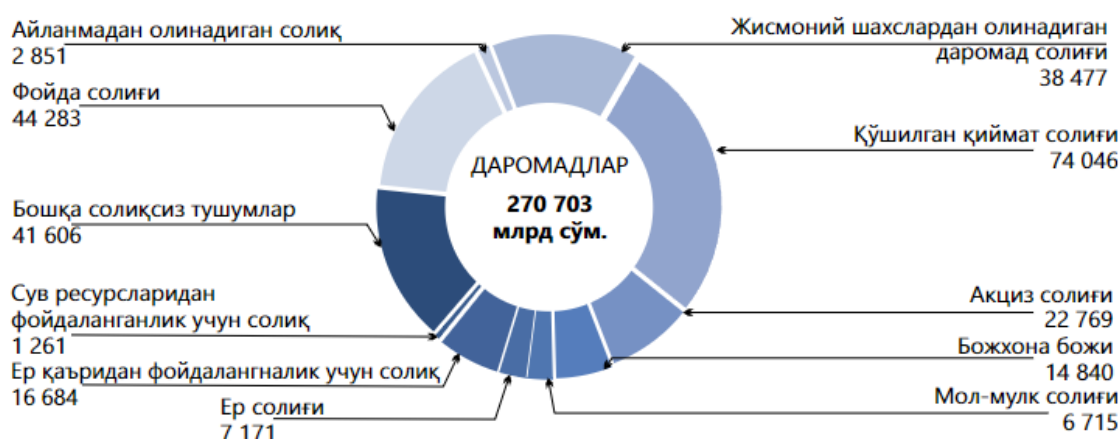 Айланмадан олинадиган солиқ
2 851
Фойда солиғи
44 283
Бошқа солиқсиз тушумлар
41 606
Сув ресурсларидан
фойдаланганлик учун солиқ
1 261
Ер қаъридан фойдалангналик учун солиқ
16 684
Ер солиғи
7 171
ДАРОМАДЛАР
270 703
млрд сўм.
Жисмоний шахслардан олинадиган
даромад солиғи
38 477
Қўшилган қиймат солиғи
74 046
Акциз солиғи
22 769
Божхона божи
14 840
Мол-мулк солиғи
6 715